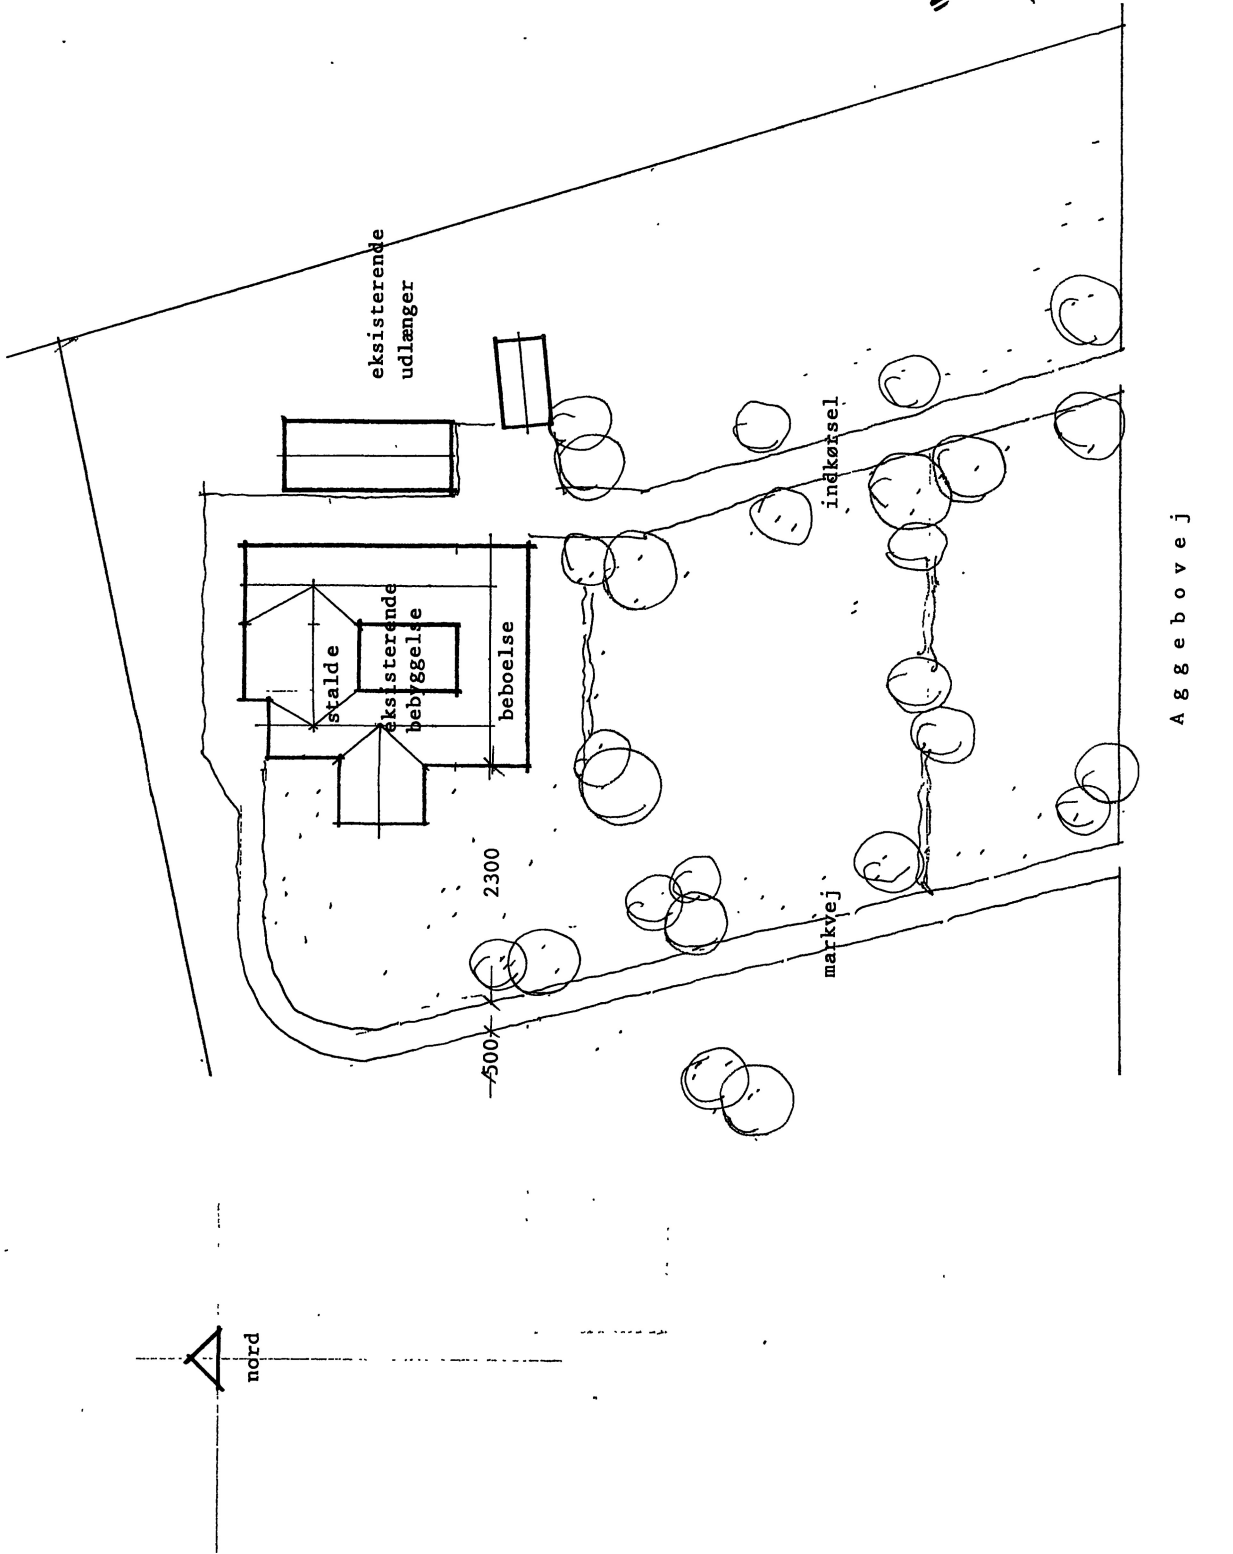 eksisterende
udlænger
stalde
eksisterende
bebyggelse
beboelse
indkørsel
2300
500
markvej
nord
Aggebovej